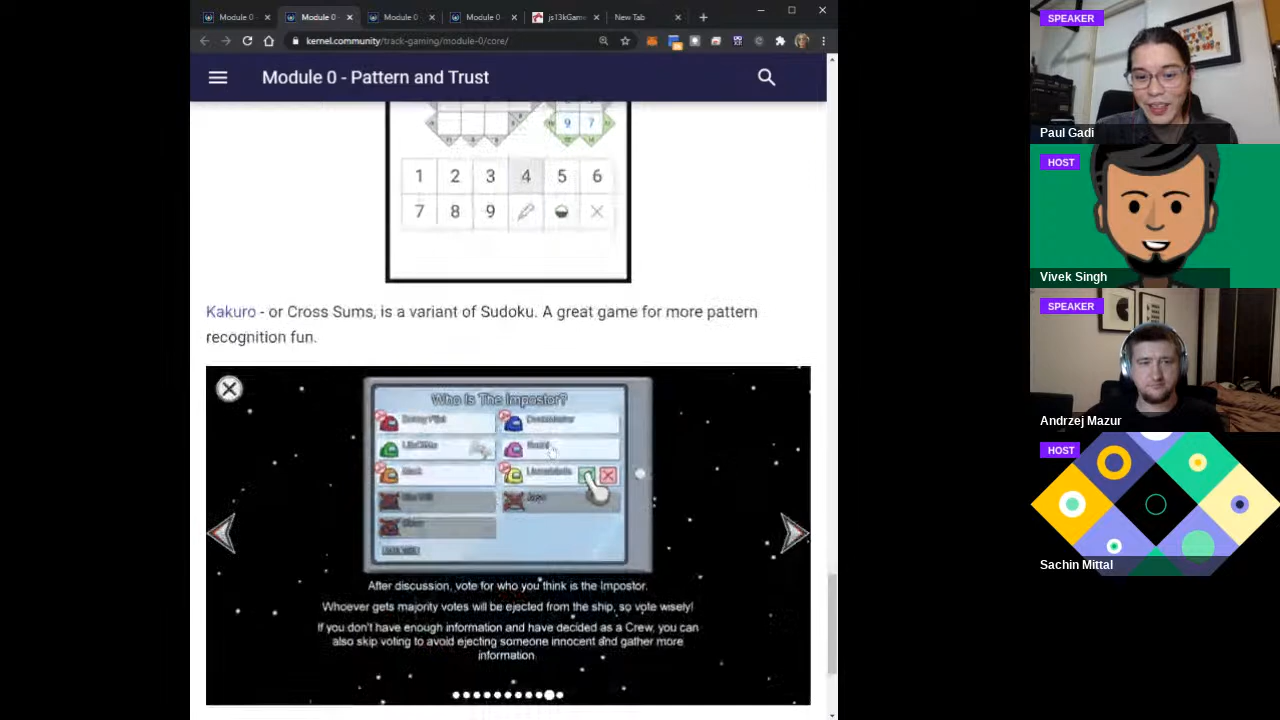 Module 0 -
Module 0 -
Module 0
Module 0
js13kGame
New Tab
kernel.community/track-gaming/module-0/core/
Module 0 - Pattern and Trust
9 7
1 2 3 4 5 6
7 8 9
Kakuro - or Cross Sums, is a variant of Sudoku. A great game for more pattern
recognition fun.
Who Is The Impostor?
After discussion, vote for who you think is the Impostor.
Whoever gets majority votes will be ejected from the ship, so vote wisely!
If you don't have enough information and have decided as a Crew, you can
also skip voting to avoid ejecting someone innocent and gather more
information
SPEAKER
Paul Gadi
HOST
Vivek Singh
SPEAKER
Andrzej Mazur
HOST
Sachin Mittal